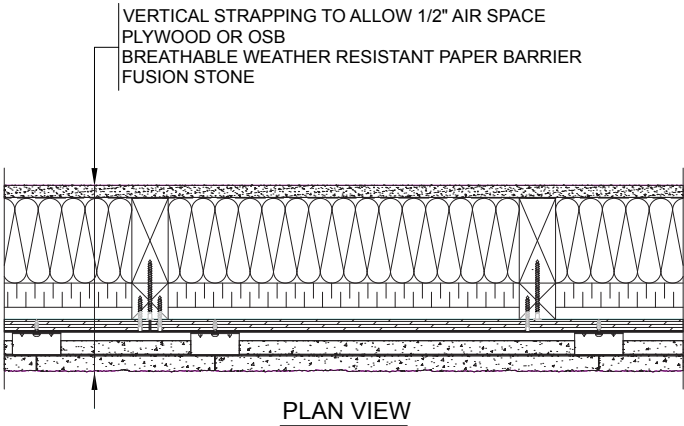 VERTICAL STRAPPING TO ALLOW 1/2" AIR SPACE
PLYWOOD OR OSB
BREATHABLE WEATHER RESISTANT PAPER BARRIER
FUSION STONE
PLAN VIEW